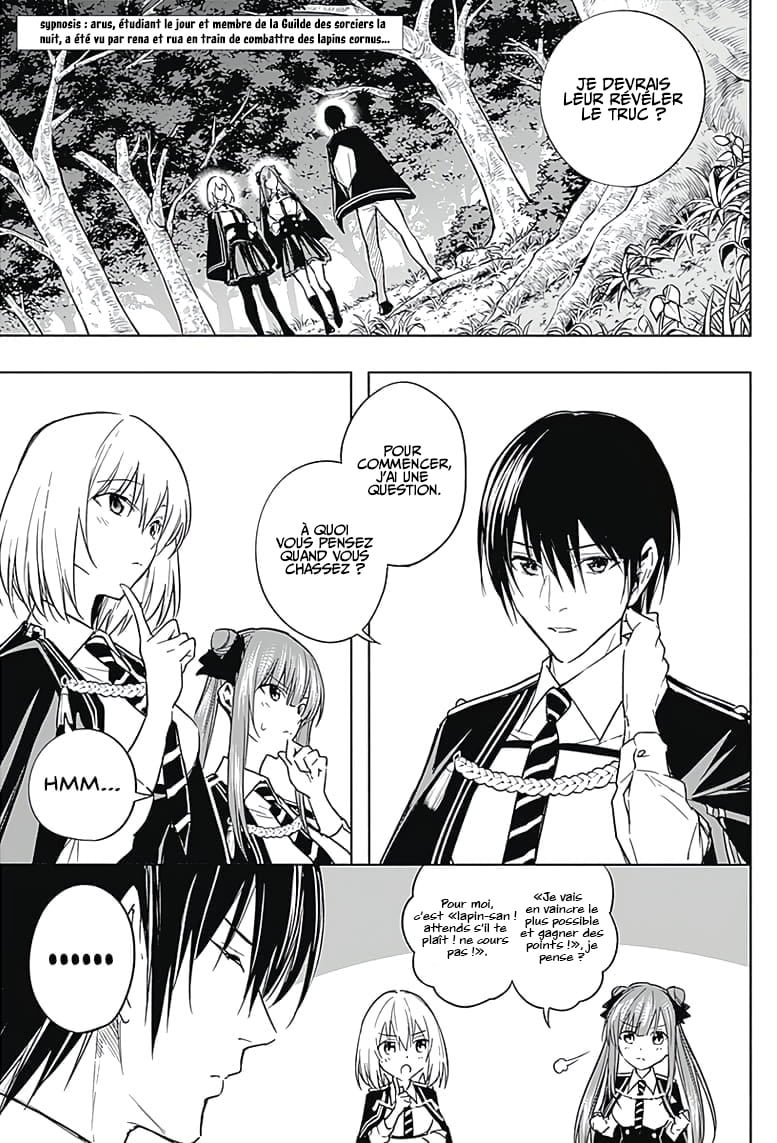 sypnosis : arus, étudiant le jour et membre de la Guilde des sorciers la
nuit, a été vu par rena et rua en train de combattre des lapins cornus...
JE DEVRAIS
LEUR RÉVÉLER
LE TRUC ?
POUR
COMMENCER,
J'AI UNE
QUESTION.
À QUOI
VOUS PENSEZ
QUAND VOUS
CHASSEZ ?
HMM...
«Je vais
en vaincre le
plus possible
et gagner des
points !», je
pense ?
Pour moi,
c'est «lapin-san !
attends s'il te
plaît ! ne cours
pas !».
......